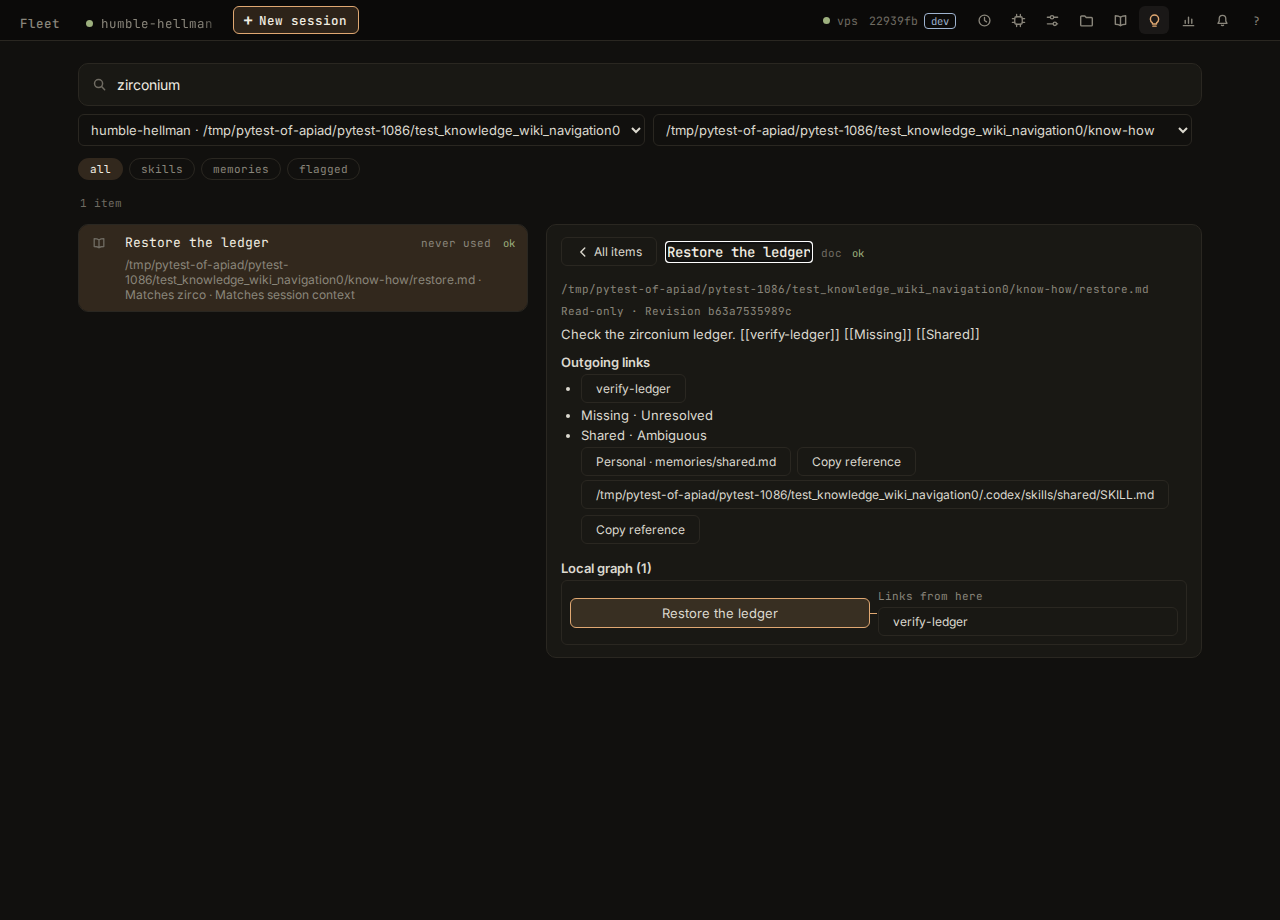 Fleet humble-hellman + New session vps 22939fb dev ?
zirconium
humble-hellman · /tmp/pytest-of-apiad/pytest-1086/test_knowledge_wiki_navigation0 /tmp/pytest-of-apiad/pytest-1086/test_knowledge_wiki_navigation0/know-how
all skills memories flagged
1 item
Restore the ledger never used ok
/tmp/pytest-of-apiad/pytest-
1086/test_knowledge_wiki_navigation0/know-how/restore.md ·
Matches zirco · Matches session context
All items Restore the ledger doc ok
/tmp/pytest-of-apiad/pytest-1086/test_knowledge_wiki_navigation0/know-how/restore.md
Read-only · Revision b63a7535989c
Check the zirconium ledger. [[verify-ledger]] [[Missing]] [[Shared]]
Outgoing links
• verify-ledger
• Missing · Unresolved
• Shared · Ambiguous
Personal · memories/shared.md Copy reference
/tmp/pytest-of-apiad/pytest-1086/test_knowledge_wiki_navigation0/.codex/skills/shared/SKILL.md
Copy reference
Local graph (1)
Links from here
Restore the ledger
verify-ledger